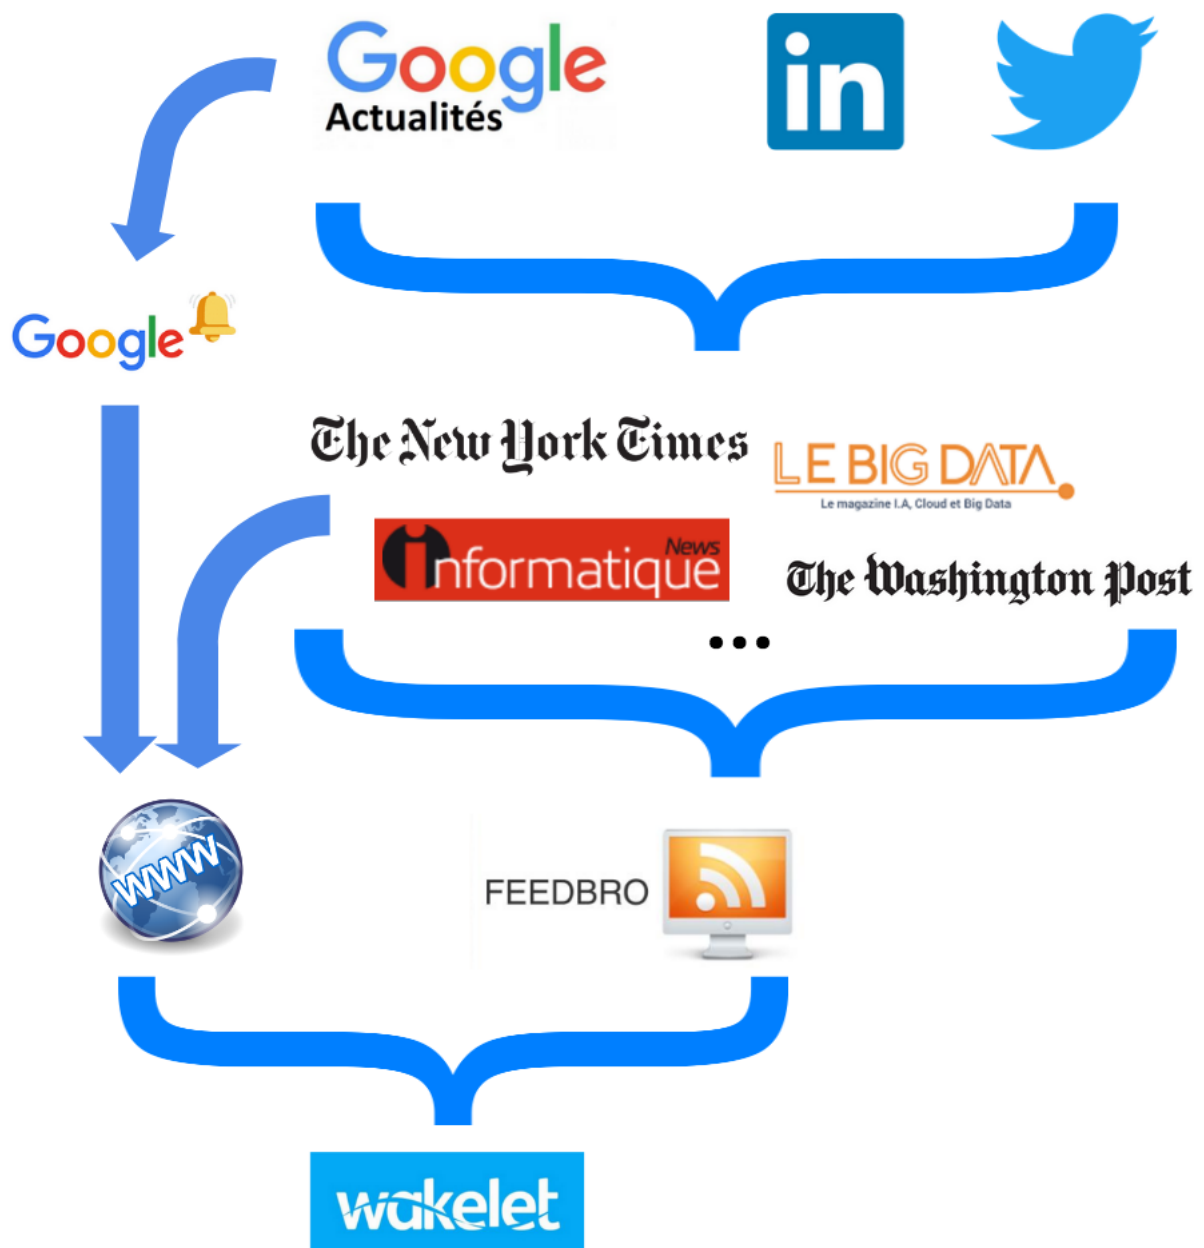 Google
Actualités
in
Google
The New York Times
LE BIG DATA
Le magazine I.A, Cloud et Big Data
informatique
News
The Washington Post
...
www
FEEDBRO
wakelet